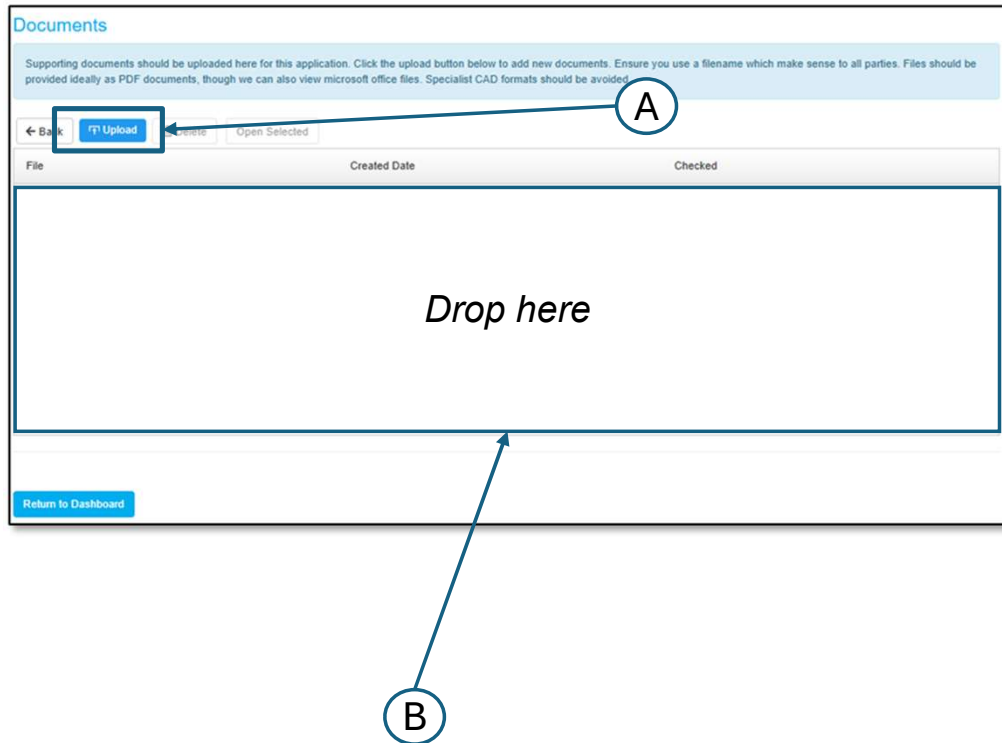 Documents
Supporting documents should be uploaded here for this application. Click the upload button below to add new documents. Ensure you use a filename which make sense to all parties. Files should be
provided ideally as PDF documents, though we can also view microsoft office files. Specialist CAD formats should be avoided
A
Back Upload Delete Open Selected
File Created Date Checked
Drop here
Return to Dashboard
B